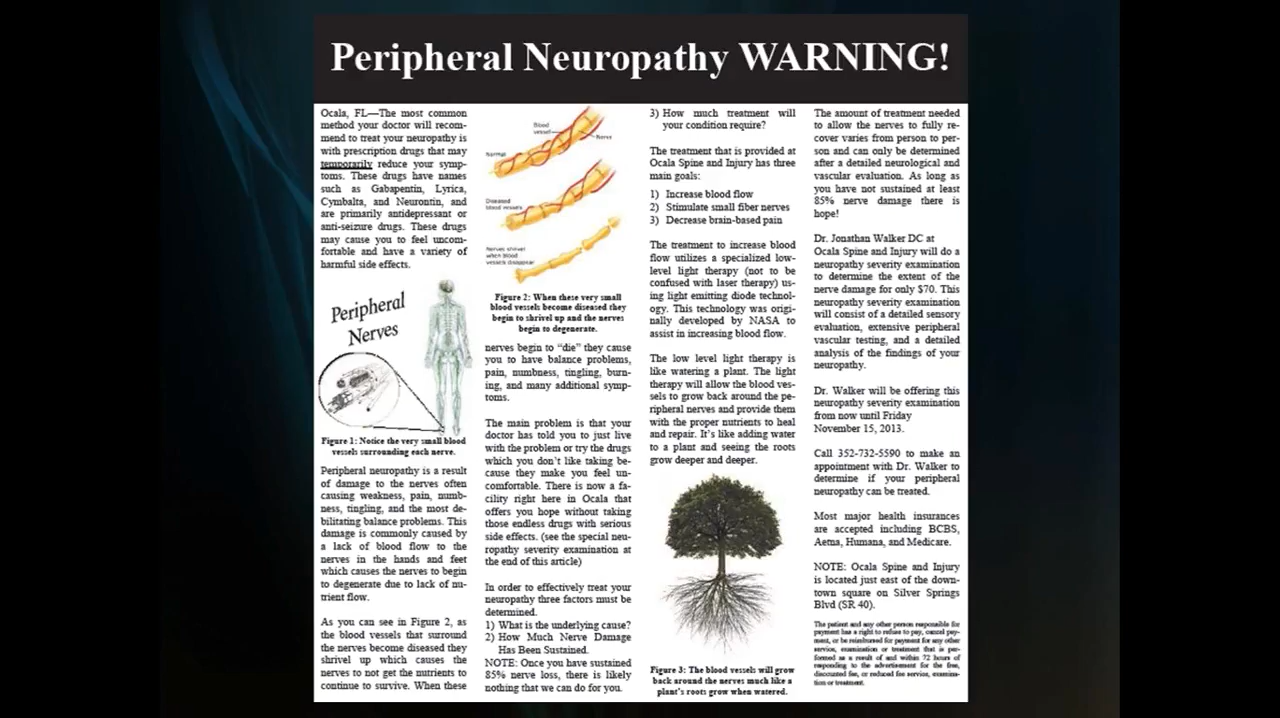 Peripheral Neuropathy WARNING!
Ocala, FL—The most common
method your doctor will recom-
mend to treat your neuropathy is
with prescription drugs that may
temporarily reduce your symp-
toms. These drugs have names
such as Gabapentin, Lyrica,
Cymbalta, and Neurontin, and
are primarily antidepressant or
anti-seizure drugs. These drugs
may cause you to feel uncom-
fortable and have a variety of
harmful side effects.
Peripheral
Nerves
Figure 1: Notice the very small blood
vessels surrounding each nerve.
Peripheral neuropathy is a result
of damage to the nerves often
causing weakness, pain, numb-
ness, tingling, and the most de-
bilitating balance problems. This
damage is commonly caused by
a lack of blood flow to the
nerves in the hands and feet
which causes the nerves to begin
to degenerate due to lack of nu-
trient flow.
As you can see in Figure 2, as
the blood vessels that surround
the nerves become diseased they
shrivel up which causes the
nerves to not get the nutrients to
continue to survive. When these
Blood
vessel
Nerve
Normal
Diseased
blood vessels
Nerves shrivel
when blood
vessels disappear
Figure 2: When these very small
blood vessels become diseased they
begin to shrivel up and the nerves
begin to degenerate.
nerves begin to “die” they cause
you to have balance problems,
pain, numbness, tingling, burn-
ing, and many additional symp-
toms.
The main problem is that your
doctor has told you to just live
with the problem or try the drugs
which you don’t like taking be-
cause they make you feel un-
comfortable. There is now a fa-
cility right here in Ocala that
offers you hope without taking
those endless drugs with serious
side effects. (see the special neu-
ropathy severity examination at
the end of this article)
In order to effectively treat your
neuropathy three factors must be
determined.
1) What is the underlying cause?
2) How Much Nerve Damage
Has Been Sustained.
NOTE: Once you have sustained
85% nerve loss, there is likely
nothing that we can do for you.
3) How much treatment will
your condition require?
The treatment that is provided at
Ocala Spine and Injury has three
main goals:
1) Increase blood flow
2) Stimulate small fiber nerves
3) Decrease brain-based pain
The treatment to increase blood
flow utilizes a specialized low-
level light therapy (not to be
confused with laser therapy) us-
ing light emitting diode technol-
ogy. This technology was origi-
nally developed by NASA to
assist in increasing blood flow.
The low level light therapy is
like watering a plant. The light
therapy will allow the blood ves-
sels to grow back around the pe-
ripheral nerves and provide them
with the proper nutrients to heal
and repair. It’s like adding water
to a plant and seeing the roots
grow deeper and deeper.
Figure 3: The blood vessels will grow
back around the nerves much like a
plant’s roots grow when watered.
The amount of treatment needed
to allow the nerves to fully re-
cover varies from person to per-
son and can only be determined
after a detailed neurological and
vascular evaluation. As long as
you have not sustained at least
85% nerve damage there is
hope!
Dr. Jonathan Walker DC at
Ocala Spine and Injury will do a
neuropathy severity examination
to determine the extent of the
nerve damage for only $70. This
neuropathy severity examination
will consist of a detailed sensory
evaluation, extensive peripheral
vascular testing, and a detailed
analysis of the findings of your
neuropathy.
Dr. Walker will be offering this
neuropathy severity examination
from now until Friday
November 15, 2013.
Call 352-732-5590 to make an
appointment with Dr. Walker to
determine if your peripheral
neuropathy can be treated.
Most major health insurances
are accepted including BCBS,
Aetna, Humana, and Medicare.
NOTE: Ocala Spine and Injury
is located just east of the down-
town square on Silver Springs
Blvd (SR 40).
The patient and any other person responsible for
payment has a right to refuse to pay, cancel pay-
ment, or be reimbursed for payment for any other
service, examination or treatment that is per-
formed as a result of and within 72 hours of
responding to the advertisement for the free,
discounted fee, or reduced fee service, examina-
tion or treatment.